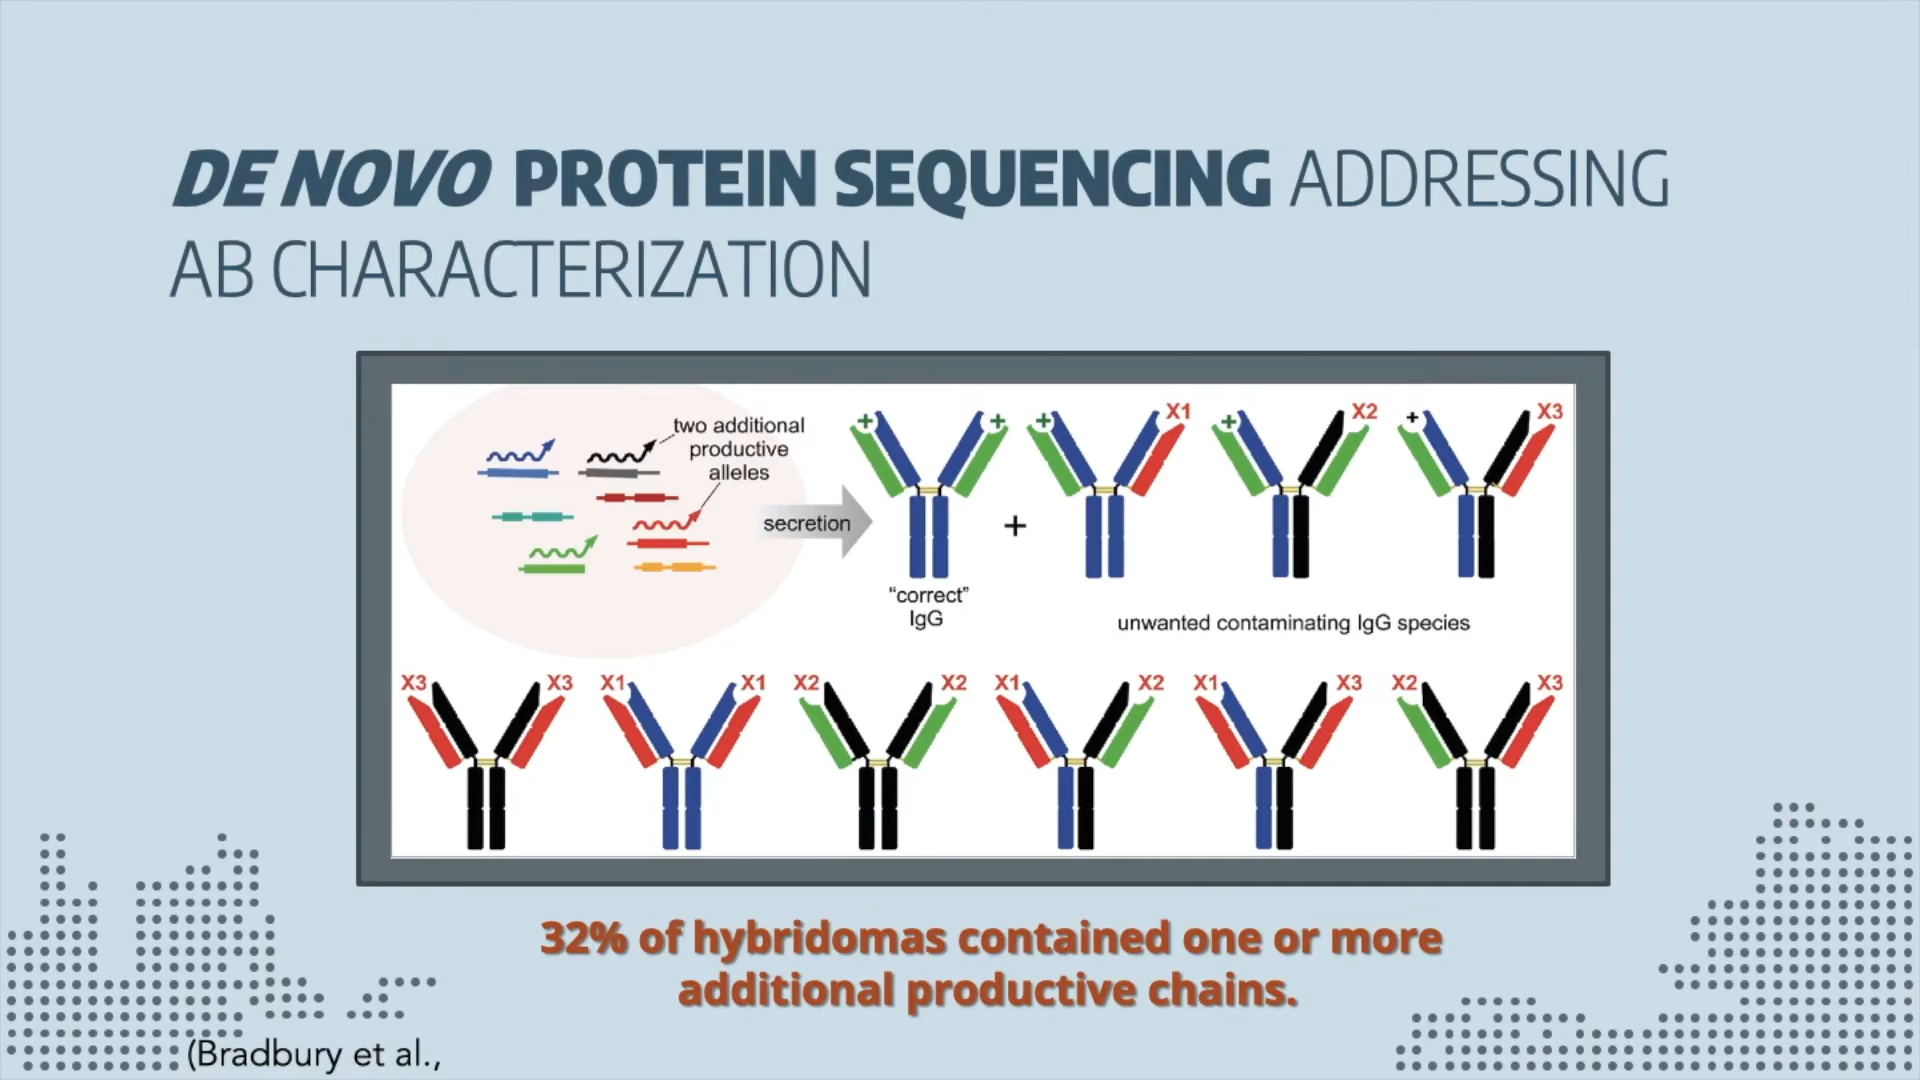 DE NOVO PROTEIN SEQUENCING ADDRESSING
AB CHARACTERIZATION
two additional
productive
alleles
secretion
+ + + X1 + X2 + X3
+
“correct”
IgG
unwanted contaminating IgG species
X3 X3 X1 X1 X2 X2 X1 X2 X1 X3 X2 X3
32% of hybridomas contained one or more
additional productive chains.
(Bradbury et al.,